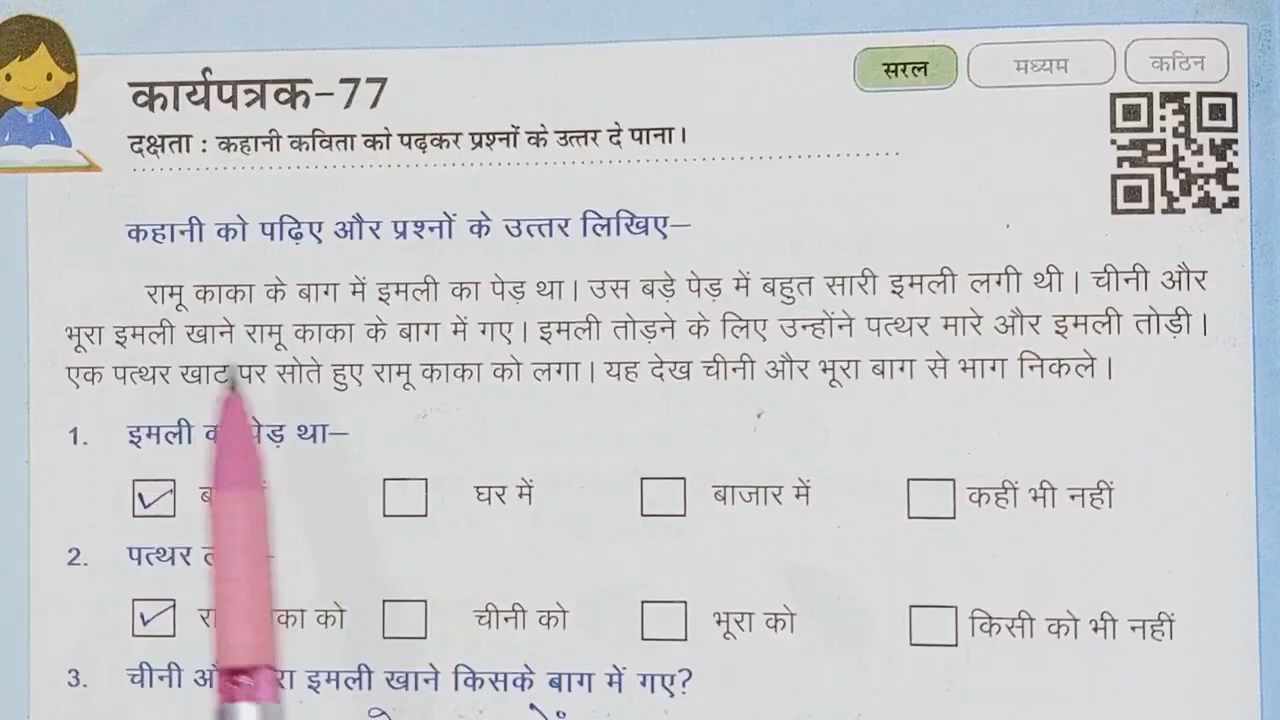 कार्यपत्रक-77
सरल मध्यम कठिन
दक्षता : कहानी कविता को पढ़कर प्रश्नों के उत्तर दे पाना।
कहानी को पढ़िए और प्रश्नों के उत्तर लिखिए–
रामू काका के बाग में इमली का पेड़ था। उस बड़े पेड़ में बहुत सारी इमली लगी थी। चीनी और
भूरा इमली खाने रामू काका के बाग में गए। इमली तोड़ने के लिए उन्होंने पत्थर मारे और इमली तोड़ी।
एक पत्थर खाट पर सोते हुए रामू काका को लगा। यह देख चीनी और भूरा बाग से भाग निकले।
1. इमली पेड़ था–
घर में बाजार में कहीं भी नहीं
2. पत्थर
को चीनी को भूरा को किसी को भी नहीं
3. चीनी इमली खाने किसके बाग में गए?